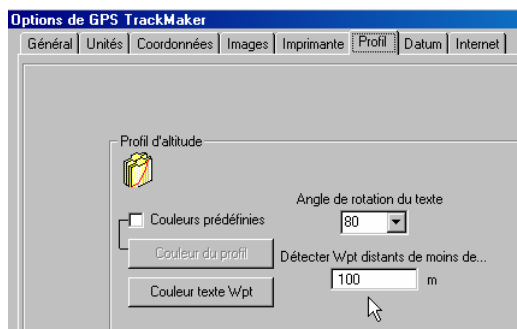 Options de GPS TrackMaker
Général Unités Coordonnées Images Imprimante Profil Datum Internet
Profil d'altitude
Angle de rotation du texte
Couleurs prédéfinies
80
Couleur du profil
Détecter Wpt distants de moins de...
100 m
Couleur texte Wpt